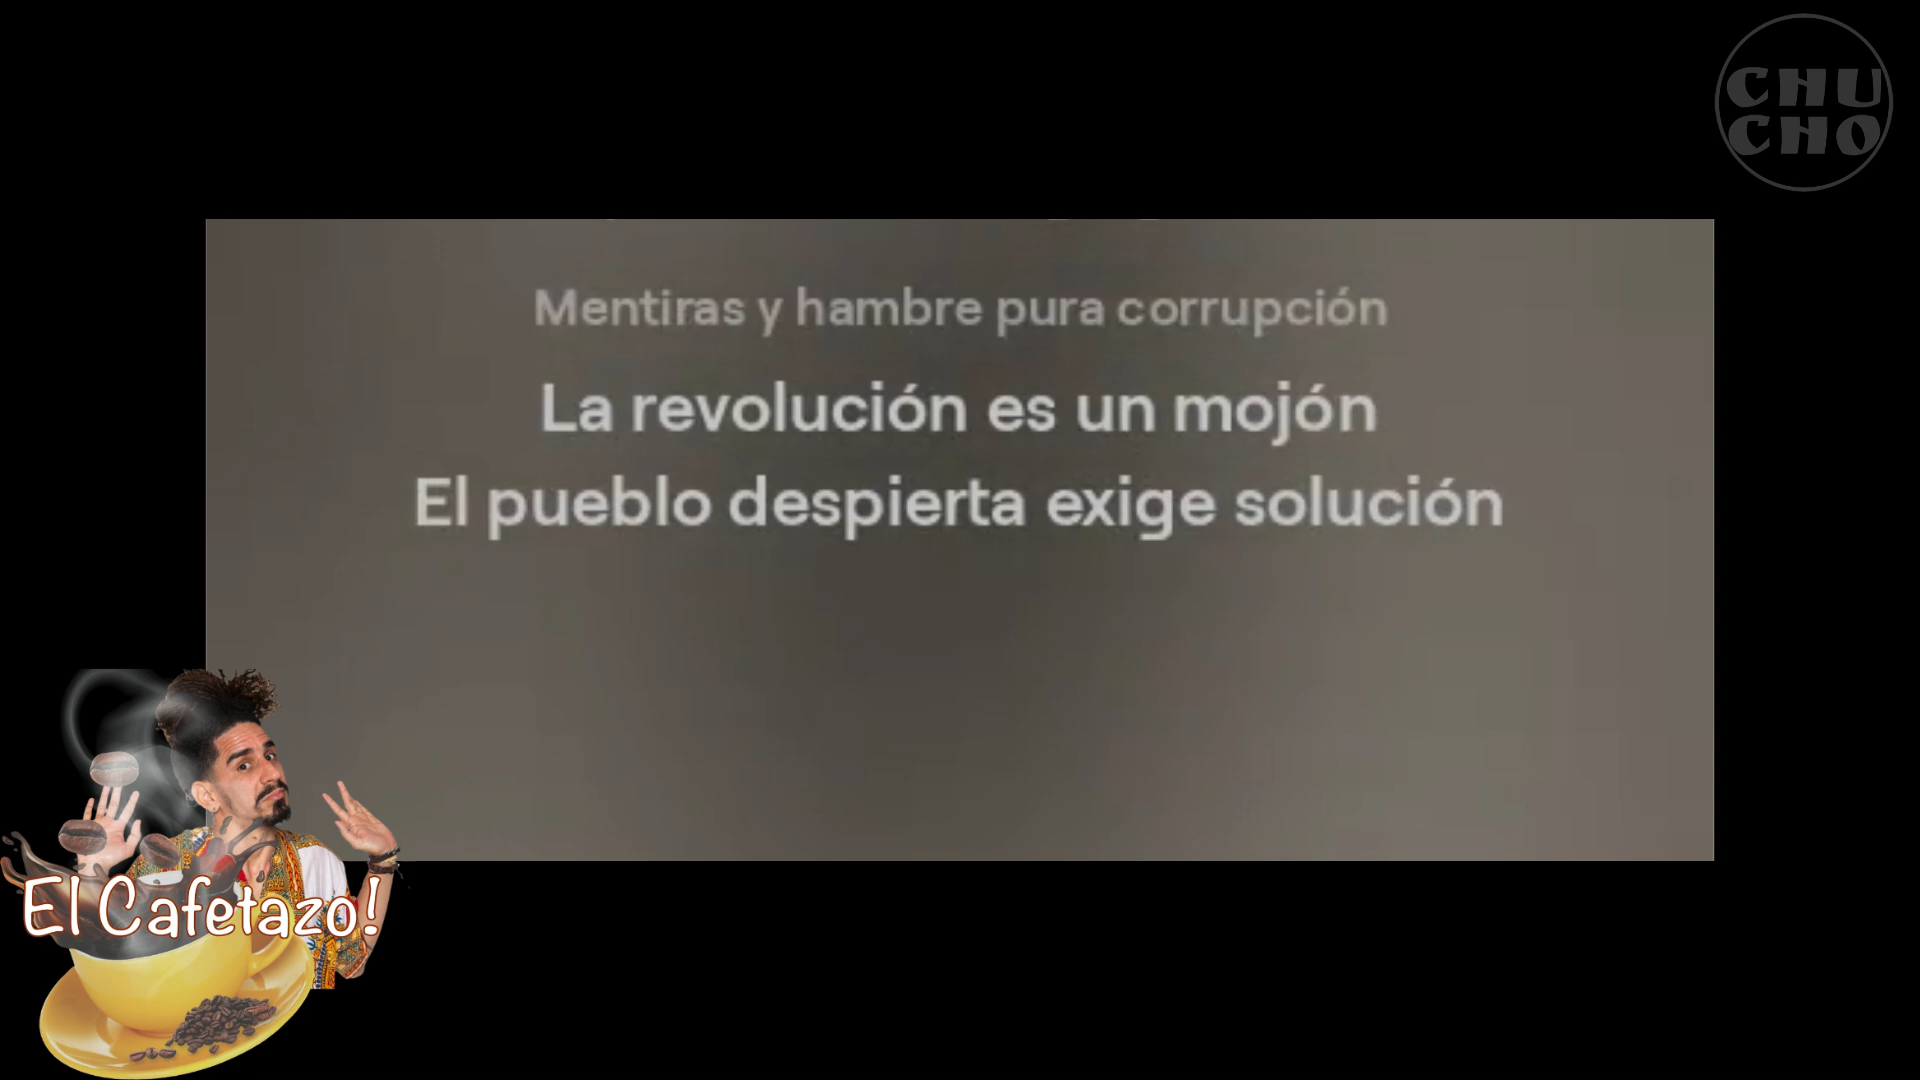 CHU
CHO
Mentiras y hambre pura corrupción
La revolución es un mojón
El pueblo despierta exige solución
El Cafetazo!